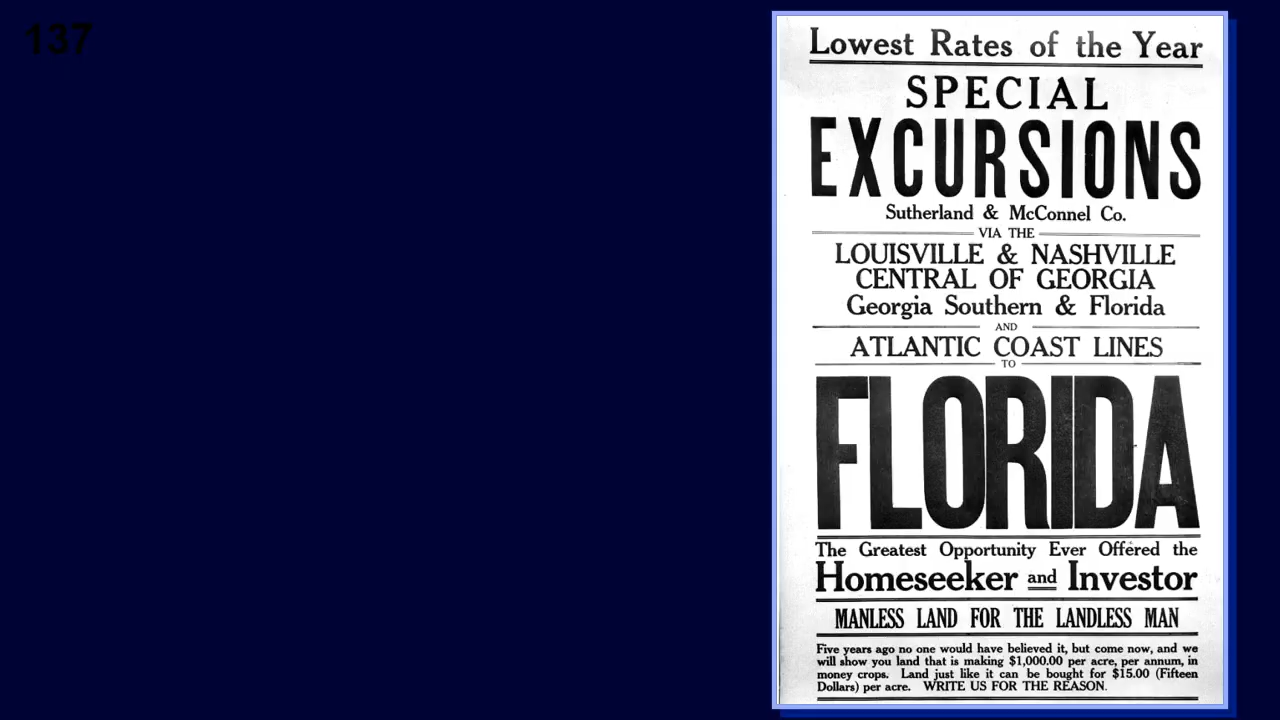 137
Lowest Rates of the Year
SPECIAL
EXCURSIONS
Sutherland & McConnel Co.
VIA THE
LOUISVILLE & NASHVILLE
CENTRAL OF GEORGIA
Georgia Southern & Florida
AND
ATLANTIC COAST LINES
TO
FLORIDA
The Greatest Opportunity Ever Offered the
Homeseeker and Investor
MANLESS LAND FOR THE LANDLESS MAN
Five years ago no one would have believed it, but come now, and we
will show you land that is making $1,000.00 per acre, per annum, in
money crops. Land just like it can be bought for $15.00 (Fifteen
Dollars) per acre. WRITE US FOR THE REASON.